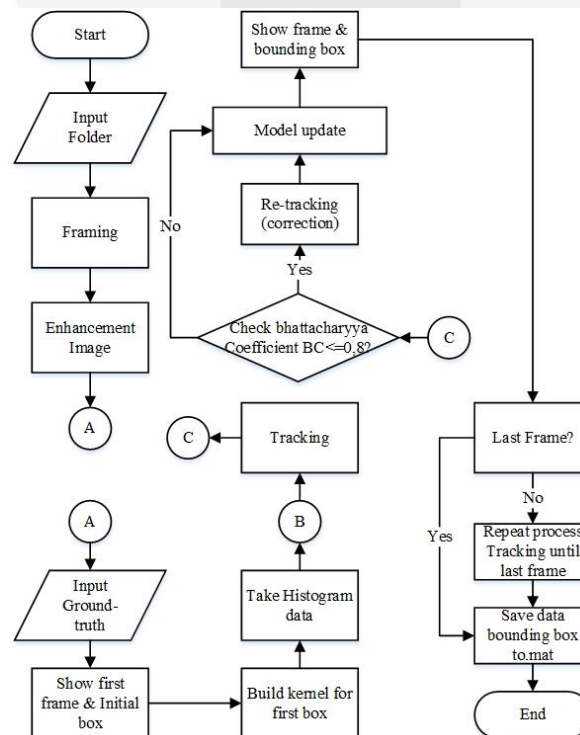 Start
Input
Folder
Framing
Enhancement
Image
A
A
Input
Ground-
truth
Show first
frame & Initial
box
Build kernel for
first box
Take Histogram
data
B
Tracking
C
C
Check bhattacharyya
Coefficient BC<=0,8?
No
Yes
Re-tracking
(correction)
Model update
Show frame &
bounding box
Last Frame?
No
Yes
Repeat process
Tracking until
last frame
Save data
bounding box
to.mat
End